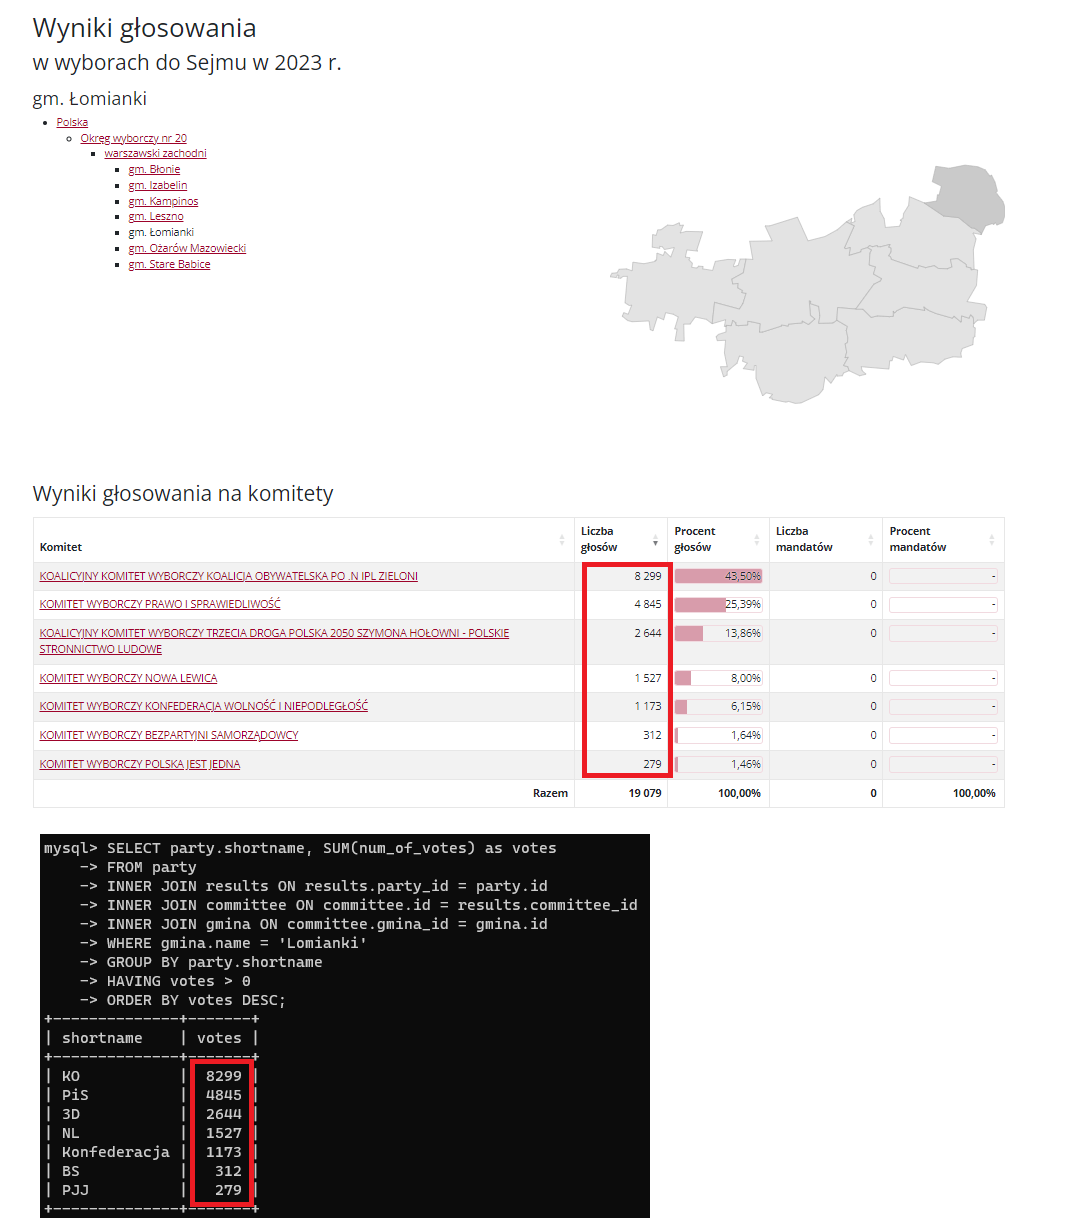 Wyniki głosowania
w wyborach do Sejmu w 2023 r.
gm. Łomianki
Polska
Okręg wyborczy nr 20
warszawski zachodni
gm. Błonie
gm. Izabelin
gm. Kampinos
gm. Leszno
gm. Łomianki
gm. Ożarów Mazowiecki
gm. Stare Babice
Wyniki głosowania na komitety
Komitet Liczba głosów Procent głosów Liczba mandatów Procent mandatów
KOALICYJNY KOMITET WYBORCZY KOALICJA OBYWATELSKA PO .N IPL ZIELONI 8 299 43,50% 0 -
KOMITET WYBORCZY PRAWO I SPRAWIEDLIWOŚĆ 4 845 25,39% 0 -
KOALICYJNY KOMITET WYBORCZY TRZECIA DROGA POLSKA 2050 SZYMONA HOŁOWNI - POLSKIE
STRONNICTWO LUDOWE 2 644 13,86% 0 -
KOMITET WYBORCZY NOWA LEWICA 1 527 8,00% 0 -
KOMITET WYBORCZY KONFEDERACJA WOLNOŚĆ I NIEPODLEGŁOŚĆ 1 173 6,15% 0 -
KOMITET WYBORCZY BEZPARTYJNI SAMORZĄDOWCY 312 1,64% 0 -
KOMITET WYBORCZY POLSKA JEST JEDNA 279 1,46% 0 -
Razem 19 079 100,00% 0 100,00%
mysql> SELECT party.shortname, SUM(num_of_votes) as votes
-> FROM party
-> INNER JOIN results ON results.party_id = party.id
-> INNER JOIN committee ON committee.id = results.committee_id
-> INNER JOIN gmina ON committee.gmina_id = gmina.id
-> WHERE gmina.name = 'Lomianki'
-> GROUP BY party.shortname
-> HAVING votes > 0
-> ORDER BY votes DESC;
+--------------+-------+
| shortname | votes |
+--------------+-------+
| KO | 8299 |
| PiS | 4845 |
| 3D | 2644 |
| NL | 1527 |
| Konfederacja | 1173 |
| BS | 312 |
| PJJ | 279 |
+--------------+-------+